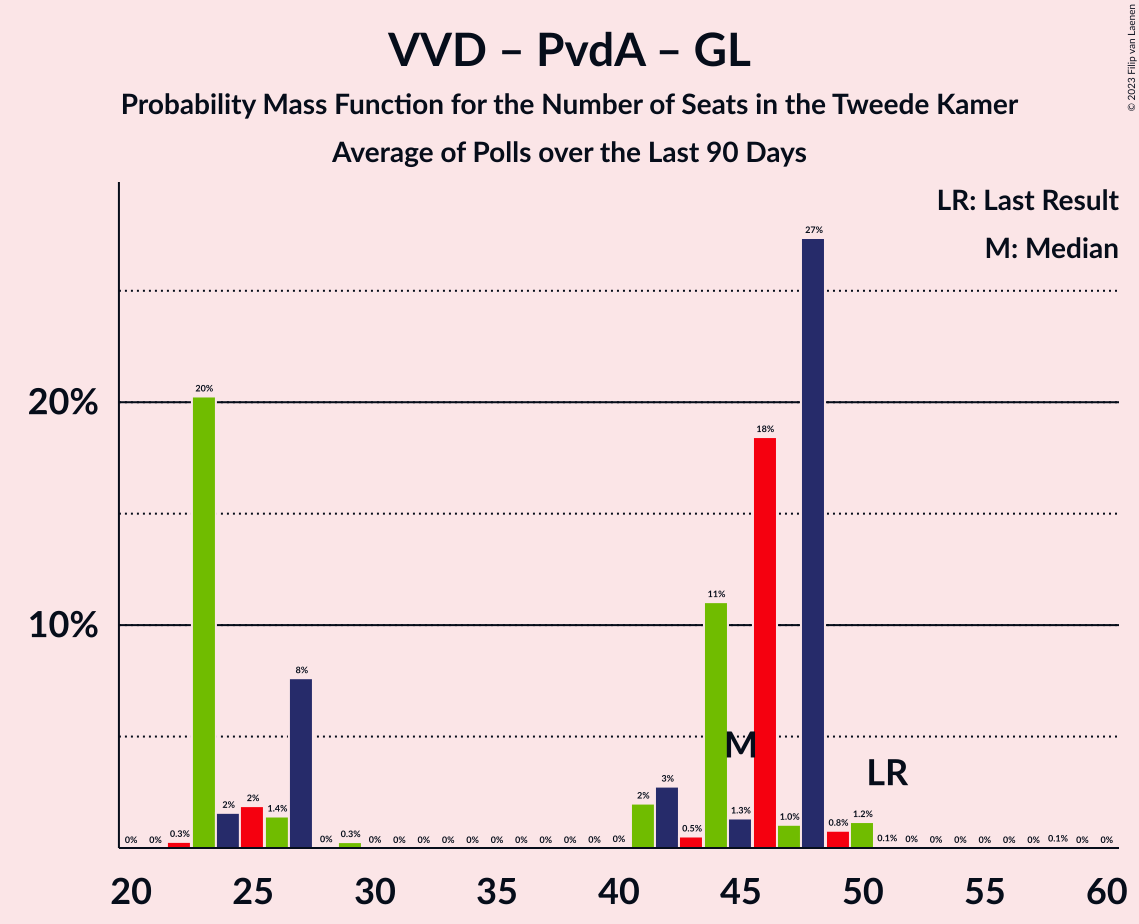 VVD – PvdA – GL
Probability Mass Function for the Number of Seats in the Tweede Kamer
Average of Polls over the Last 90 Days
© 2023 Filip van Laenen
LR: Last Result
M: Median
20%
10%
0% 0% 0.3% 20% 2% 2% 1.4% 8% 0% 0.3% 0% 0% 0% 0% 0% 0% 0% 0% 0% 0% 0% 2% 3% 0.5% 11% 1.3% 18% 1.0% 27% 0.8% 1.2% 0.1% 0% 0% 0% 0% 0% 0% 0.1% 0% 0%
M
LR
20 25 30 35 40 45 50 55 60